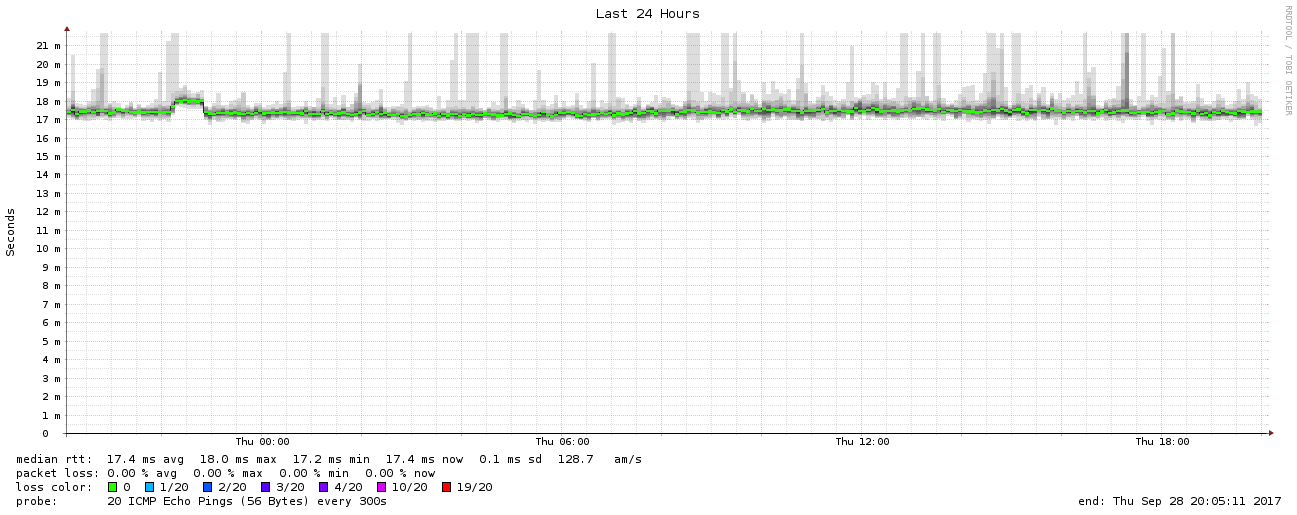 Last 24 Hours
RRDTOOL / TOBI OETIKER
Seconds
21 m
20 m
19 m
18 m
17 m
16 m
15 m
14 m
13 m
12 m
11 m
10 m
9 m
8 m
7 m
6 m
5 m
4 m
3 m
2 m
1 m
0
Thu 00:00 Thu 06:00 Thu 12:00 Thu 18:00
median rtt: 17.4 ms avg 18.0 ms max 17.2 ms min 17.4 ms now 0.1 ms sd 128.7 am/s
packet loss: 0.00 % avg 0.00 % max 0.00 % min 0.00 % now
loss color: 0 1/20 2/20 3/20 4/20 10/20 19/20
probe: 20 ICMP Echo Pings (56 Bytes) every 300s end: Thu Sep 28 20:05:11 2017